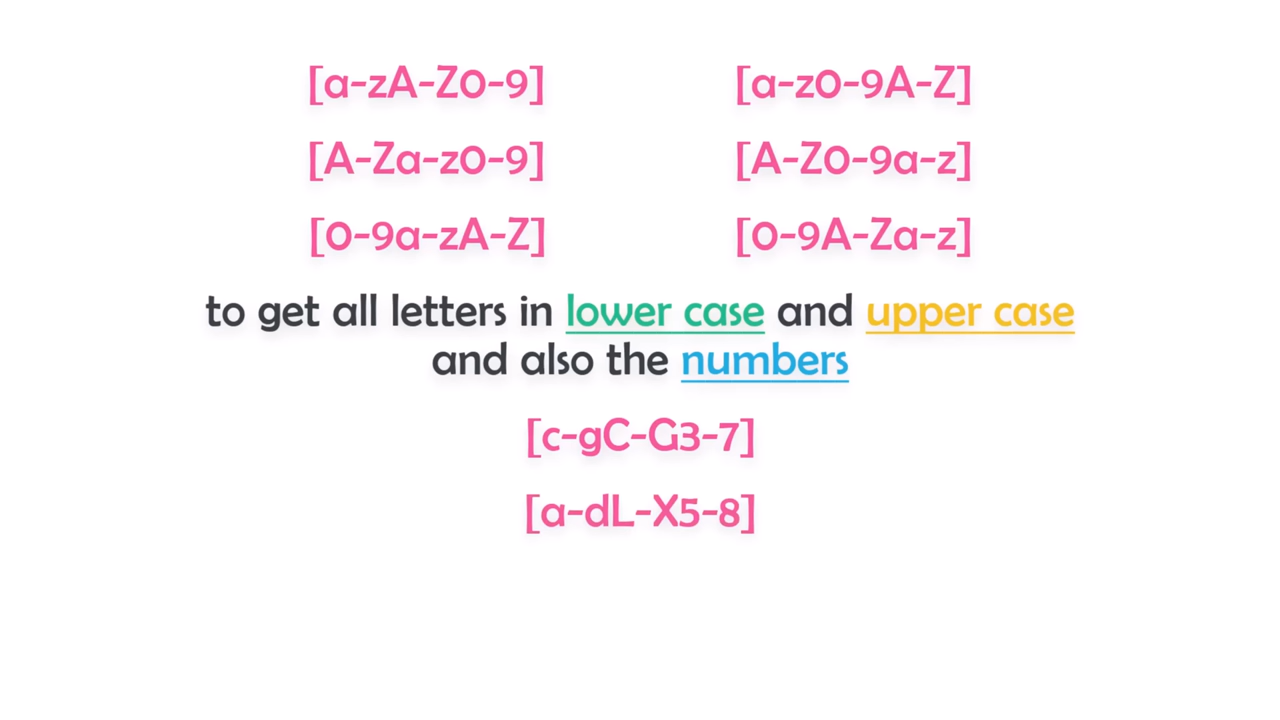 [a-zA-Z0-9] [a-z0-9A-Z]
[A-Za-z0-9] [A-Z0-9a-z]
[0-9a-zA-Z] [0-9A-Za-z]
to get all letters in lower case and upper case
and also the numbers
[c-gC-G3-7]
[a-dL-X5-8]